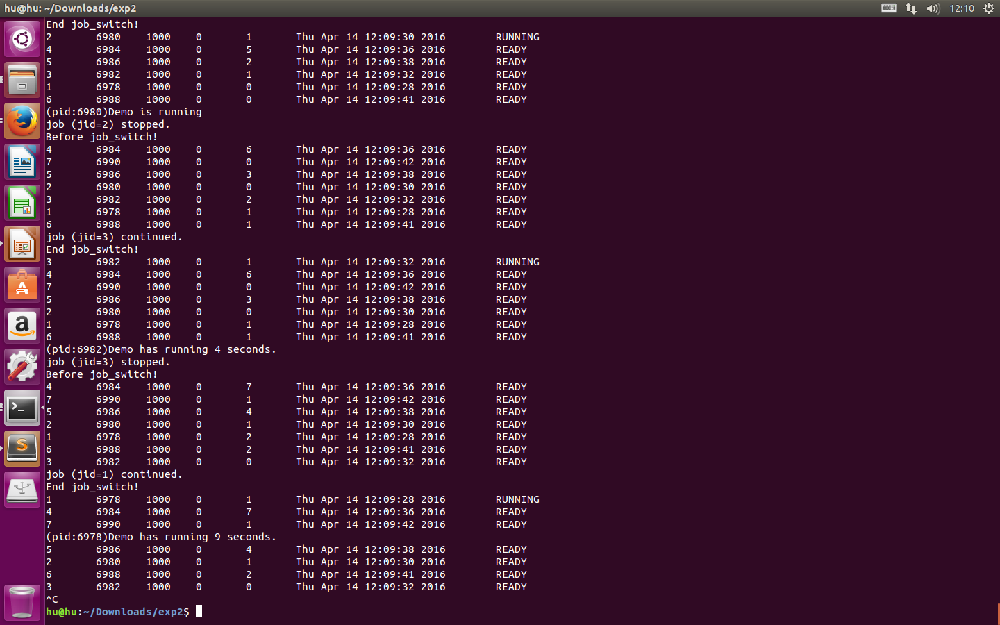 hu@hu: ~/Downloads/exp2 12:10
End job_switch!
2 6980 1000 0 1 Thu Apr 14 12:09:30 2016 RUNNING
4 6984 1000 0 5 Thu Apr 14 12:09:36 2016 READY
5 6986 1000 0 2 Thu Apr 14 12:09:38 2016 READY
3 6982 1000 0 1 Thu Apr 14 12:09:32 2016 READY
1 6978 1000 0 0 Thu Apr 14 12:09:28 2016 READY
6 6988 1000 0 0 Thu Apr 14 12:09:41 2016 READY
(pid:6980)Demo is running
job (jid=2) stopped.
Before job_switch!
4 6984 1000 0 6 Thu Apr 14 12:09:36 2016 READY
7 6990 1000 0 0 Thu Apr 14 12:09:42 2016 READY
5 6986 1000 0 3 Thu Apr 14 12:09:38 2016 READY
2 6980 1000 0 0 Thu Apr 14 12:09:30 2016 READY
3 6982 1000 0 2 Thu Apr 14 12:09:32 2016 READY
1 6978 1000 0 1 Thu Apr 14 12:09:28 2016 READY
6 6988 1000 0 1 Thu Apr 14 12:09:41 2016 READY
job (jid=3) continued.
End job_switch!
3 6982 1000 0 1 Thu Apr 14 12:09:32 2016 RUNNING
4 6984 1000 0 6 Thu Apr 14 12:09:36 2016 READY
7 6990 1000 0 0 Thu Apr 14 12:09:42 2016 READY
5 6986 1000 0 3 Thu Apr 14 12:09:38 2016 READY
2 6980 1000 0 0 Thu Apr 14 12:09:30 2016 READY
1 6978 1000 0 1 Thu Apr 14 12:09:28 2016 READY
6 6988 1000 0 1 Thu Apr 14 12:09:41 2016 READY
(pid:6982)Demo has running 4 seconds.
job (jid=3) stopped.
Before job_switch!
4 6984 1000 0 7 Thu Apr 14 12:09:36 2016 READY
7 6990 1000 0 1 Thu Apr 14 12:09:42 2016 READY
5 6986 1000 0 4 Thu Apr 14 12:09:38 2016 READY
2 6980 1000 0 1 Thu Apr 14 12:09:30 2016 READY
1 6978 1000 0 2 Thu Apr 14 12:09:28 2016 READY
6 6988 1000 0 2 Thu Apr 14 12:09:41 2016 READY
3 6982 1000 0 0 Thu Apr 14 12:09:32 2016 READY
job (jid=1) continued.
End job_switch!
1 6978 1000 0 1 Thu Apr 14 12:09:28 2016 RUNNING
4 6984 1000 0 7 Thu Apr 14 12:09:36 2016 READY
7 6990 1000 0 1 Thu Apr 14 12:09:42 2016 READY
(pid:6978)Demo has running 9 seconds.
5 6986 1000 0 4 Thu Apr 14 12:09:38 2016 READY
2 6980 1000 0 1 Thu Apr 14 12:09:30 2016 READY
6 6988 1000 0 2 Thu Apr 14 12:09:41 2016 READY
3 6982 1000 0 0 Thu Apr 14 12:09:32 2016 READY
^C
hu@hu:~/Downloads/exp2$